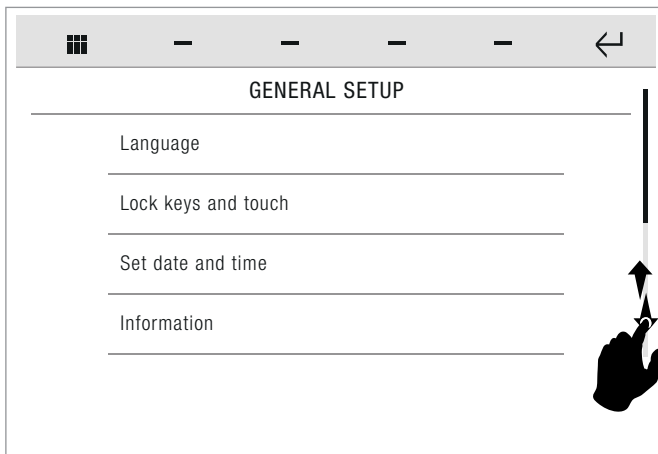 GENERAL SETUP
Language
Lock keys and touch
Set date and time
Information